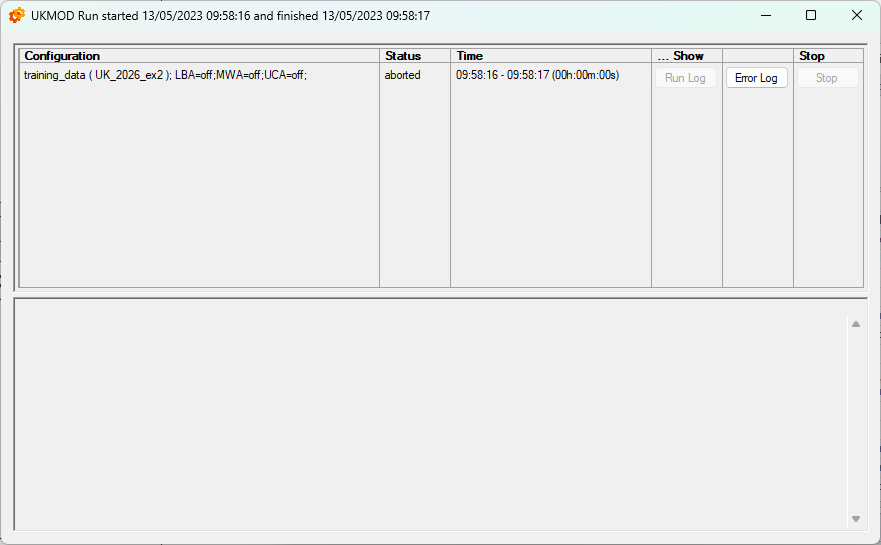 UKMOD Run started 13/05/2023 09:58:16 and finished 13/05/2023 09:58:17
Configuration Status Time ... Show Stop
training_data ( UK_2026_ex2 ); LBA=off;MWA=off;UCA=off; aborted 09:58:16 - 09:58:17 (00h:00m:00s) Run Log Error Log Stop